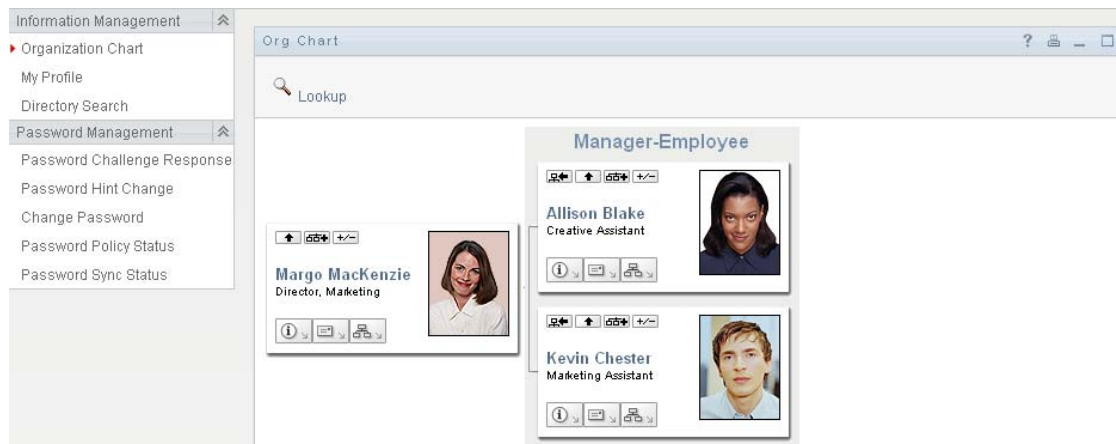 Information Management
Organization Chart
My Profile
Directory Search
Password Management
Password Challenge Response
Password Hint Change
Change Password
Password Policy Status
Password Sync Status
Org Chart
?
Lookup
Manager-Employee
+/−
Allison Blake
Creative Assistant
+/−
Margo MacKenzie
Director, Marketing
+/−
Kevin Chester
Marketing Assistant